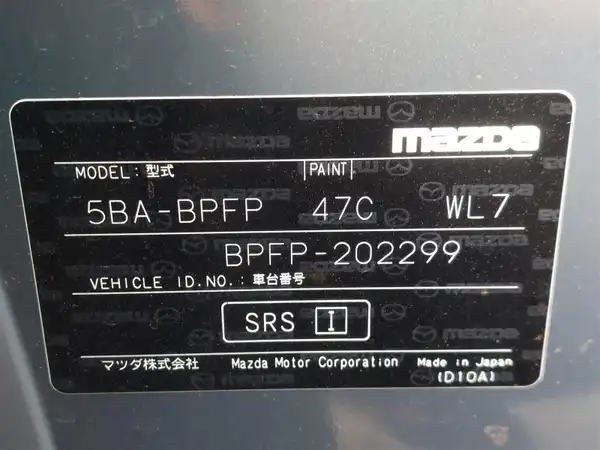 mazda
MODEL:型式 PAINT
5BA-BPFP 47C WL7
BPFP-202299
VEHICLE ID.NO.:車台番号
SRS I
マツダ株式会社 Mazda Motor Corporation Made in Japan
(D10A)